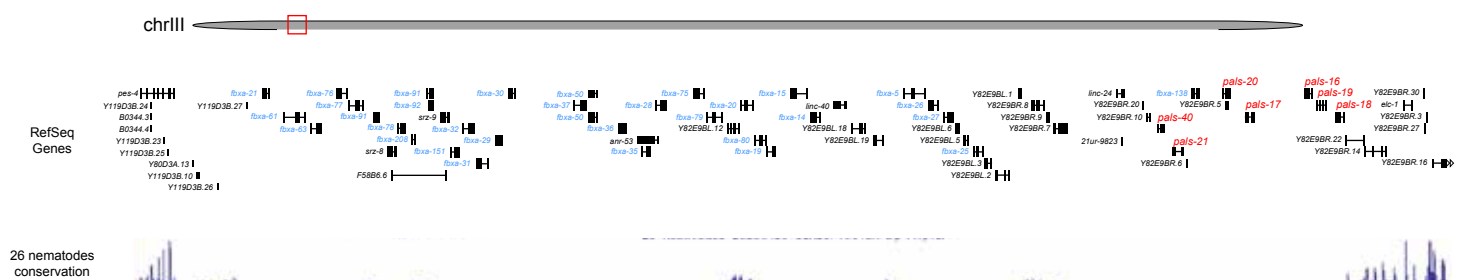 chrIII
pals-20 pals-16
pes-4 fbxa-21 fbxa-76 fbxa-91 fbxa-30 fbxa-50 fbxa-75 fbxa-15 fbxa-5 Y82E9BL.1 linc-24 fbxa-138 pals-19 Y82E9BR.30
Y119D3B.24 Y119D3B.27 fbxa-77 fbxa-92 fbxa-37 fbxa-28 fbxa-20 linc-40 fbxa-26 Y82E9BR.8 Y82E9BR.20 Y82E9BR.5 pals-17 pals-18 elc-1
B0344.3 fbxa-61 fbxa-91 srz-9 fbxa-50 fbxa-79 fbxa-14 fbxa-27 Y82E9BR.9 Y82E9BR.10 Y82E9BR.3
RefSeq
Genes
B0344.4 fbxa-63 fbxa-78 fbxa-32 fbxa-36 Y82E9BL.12 Y82E9BL.18 Y82E9BL.6 Y82E9BR.7 pals-40 Y82E9BR.27
Y119D3B.23 fbxa-208 fbxa-29 anr-53 fbxa-80 Y82E9BL.19 Y82E9BL.5 21ur-9823 pals-21 Y82E9BR.22
Y119D3B.25 srz-8 fbxa-151 fbxa-35 fbxa-19 fbxa-25 Y82E9BR.14
Y80D3A.13 fbxa-31 Y82E9BL.3 Y82E9BR.6 Y82E9BR.16
Y119D3B.10 F58B6.6 Y82E9BL.2
Y119D3B.26
26 nematodes
conservation